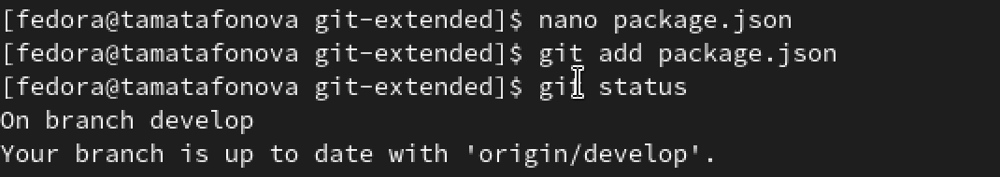 [fedora@tamatafonova git-extended]$ nano package.json
[fedora@tamatafonova git-extended]$ git add package.json
[fedora@tamatafonova git-extended]$ git status
On branch develop
Your branch is up to date with 'origin/develop'.